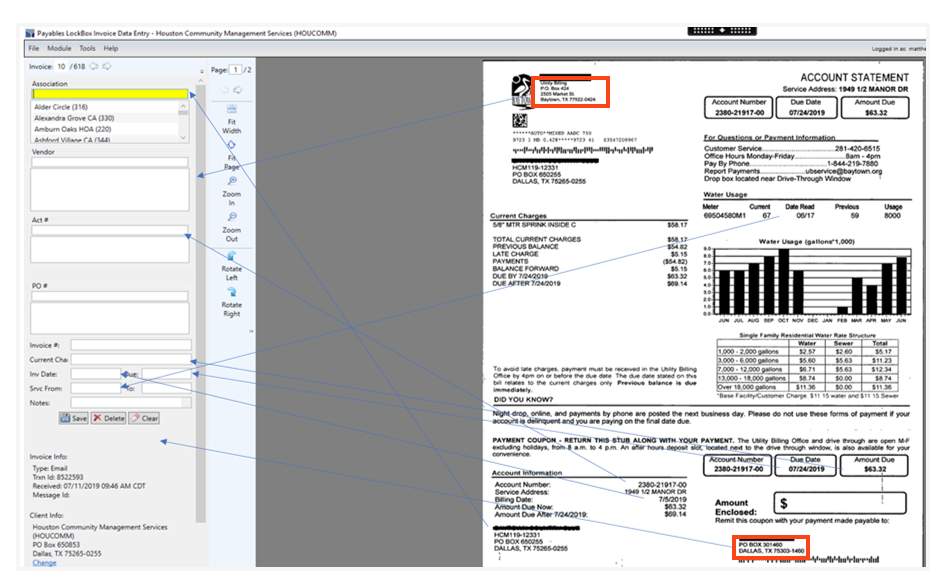 Payables LockBox Invoice Data Entry - Houston Community Management Services (HOUCOMM)
File Module Tools Help
Logged in as: matthe
Invoice: 10 /618
Page: 1 /2
Association
Alder Circle (316)
Alexandra Grove CA (330)
Amburn Oaks HOA (220)
Ashford Village CA (344)
Vendor
Act #
PO #
Invoice #:
Current Cha
Inv Date:
Due:
Srvc From:
To:
Notes:
Save Delete Clear
Invoice Info:
Type: Email
Trxn Id: 8522593
Received: 07/11/2019 09:46 AM CDT
Message Id:
Client Info:
Houston Community Management Services
(HOUCOMM)
PO Box 650853
Dallas, TX 75265-0255
Change
Fit
Width
Fit
Page
Zoom
In
Zoom
Out
Rotate
Left
Rotate
Right
Utility Billing
P.O. Box 424
2505 Market St.
Baytown, TX 77522-0424
ACCOUNT STATEMENT
Service Address: 1949 1/2 MANOR DR
Account Number Due Date Amount Due
2380-21917-00 07/24/2019 $63.32
HCM119-12331
PO BOX 650255
DALLAS, TX 75265-0255
For Questions or Payment Information
Customer Service 281-420-6515
Office Hours Monday-Friday 8am - 4pm
Pay By Phone 1-844-219-7880
Report Payments ubservice@baytown.org
Drop box located near Drive-Through Window
Water Usage
Meter Current Date Read Previous Usage
69504580M1 67 06/17 59 8000
Current Charges
5/8" MTR SPRINK INSIDE C $58.17
TOTAL CURRENT CHARGES $58.17
PREVIOUS BALANCE $54.82
LATE CHARGE $5.15
PAYMENTS ($54.82)
BALANCE FORWARD $5.15
DUE BY 7/24/2019 $63.32
DUE AFTER 7/24/2019 $69.14
Water Usage (gallons*1,000)
9.0
8.0
7.0
6.0
5.0
4.0
3.0
2.0
1.0
0.0
JUN JUL AUG SEP OCT NOV DEC JAN FEB MAR APR MAY JUN
Single Family Residential Water Rate Structure
Water Sewer Total
1,000 - 2,000 gallons $2.57 $2.60 $5.17
3,000 - 6,000 gallons $5.60 $5.63 $11.23
7,000 - 12,000 gallons $6.71 $5.63 $12.34
13,000 - 18,000 gallons $8.74 $0.00 $8.74
Over 18,000 gallons $11.36 $0.00 $11.36
*Base Facility/Customer Charge: $11.15 water and $11.15 Sewer
To avoid late charges, payment must be received in the Utility Billing
Office by 4pm on or before the due date. The due date stated on this
bill relates to the current charges only. Previous balance is due
immediately.
DID YOU KNOW?
Night drop, online, and payments by phone are posted the next business day. Please do not use these forms of payment if your
account is delinquent and you are paying on the final date due.
PAYMENT COUPON - RETURN THIS STUB ALONG WITH YOUR PAYMENT. The Utility Billing Office and drive through are open M-F
excluding holidays, from 8 a.m. to 4 p.m. An after hours deposit slot, located next to the drive through window, is also available for your
convenience.
Account Number Due Date Amount Due
2380-21917-00 07/24/2019 $63.32
Account Information
Account Number: 2380-21917-00
Service Address: 1949 1/2 MANOR DR
Billing Date: 7/5/2019
Amount Due Now: $63.32
Amount Due After 7/24/2019: $69.14
Amount
Enclosed: $
Remit this coupon with your payment made payable to:
HCM119-12331
PO BOX 650255
DALLAS, TX 75265-0255
PO BOX 301460
DALLAS, TX 75303-1460